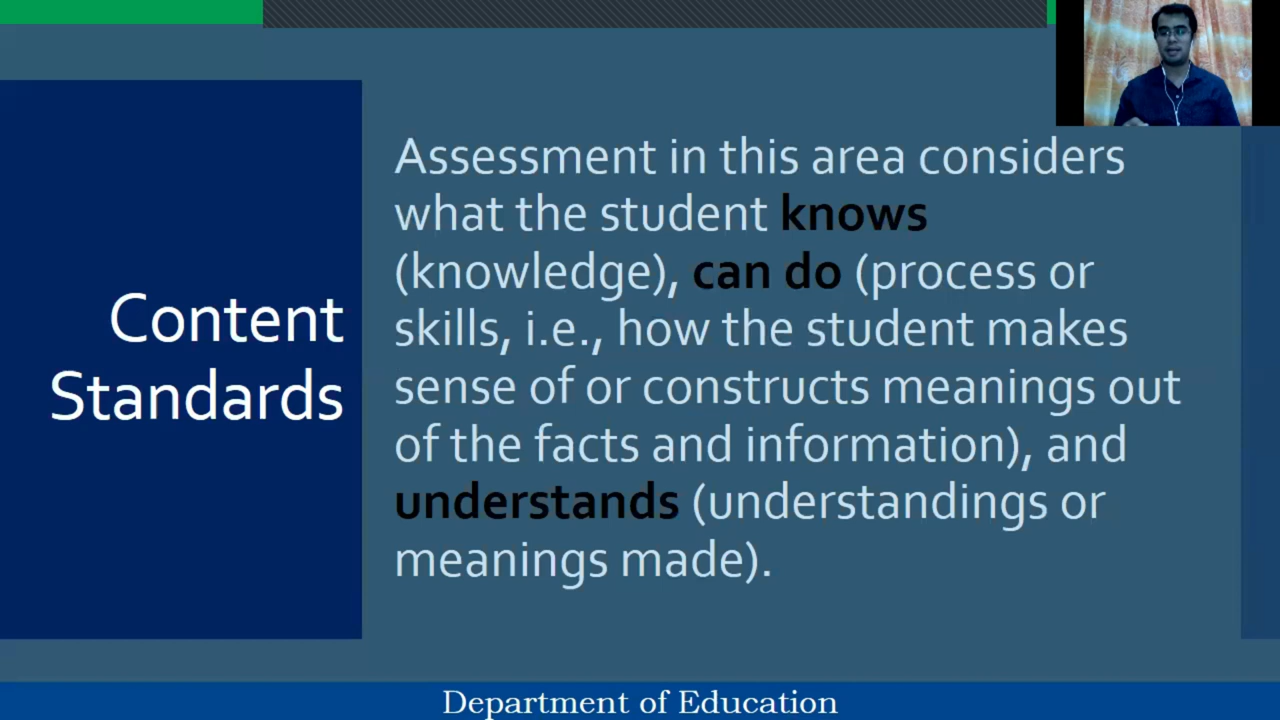 Content
Standards
Assessment in this area considers
what the student knows
(knowledge), can do (process or
skills, i.e., how the student makes
sense of or constructs meanings out
of the facts and information), and
understands (understandings or
meanings made).
Department of Education